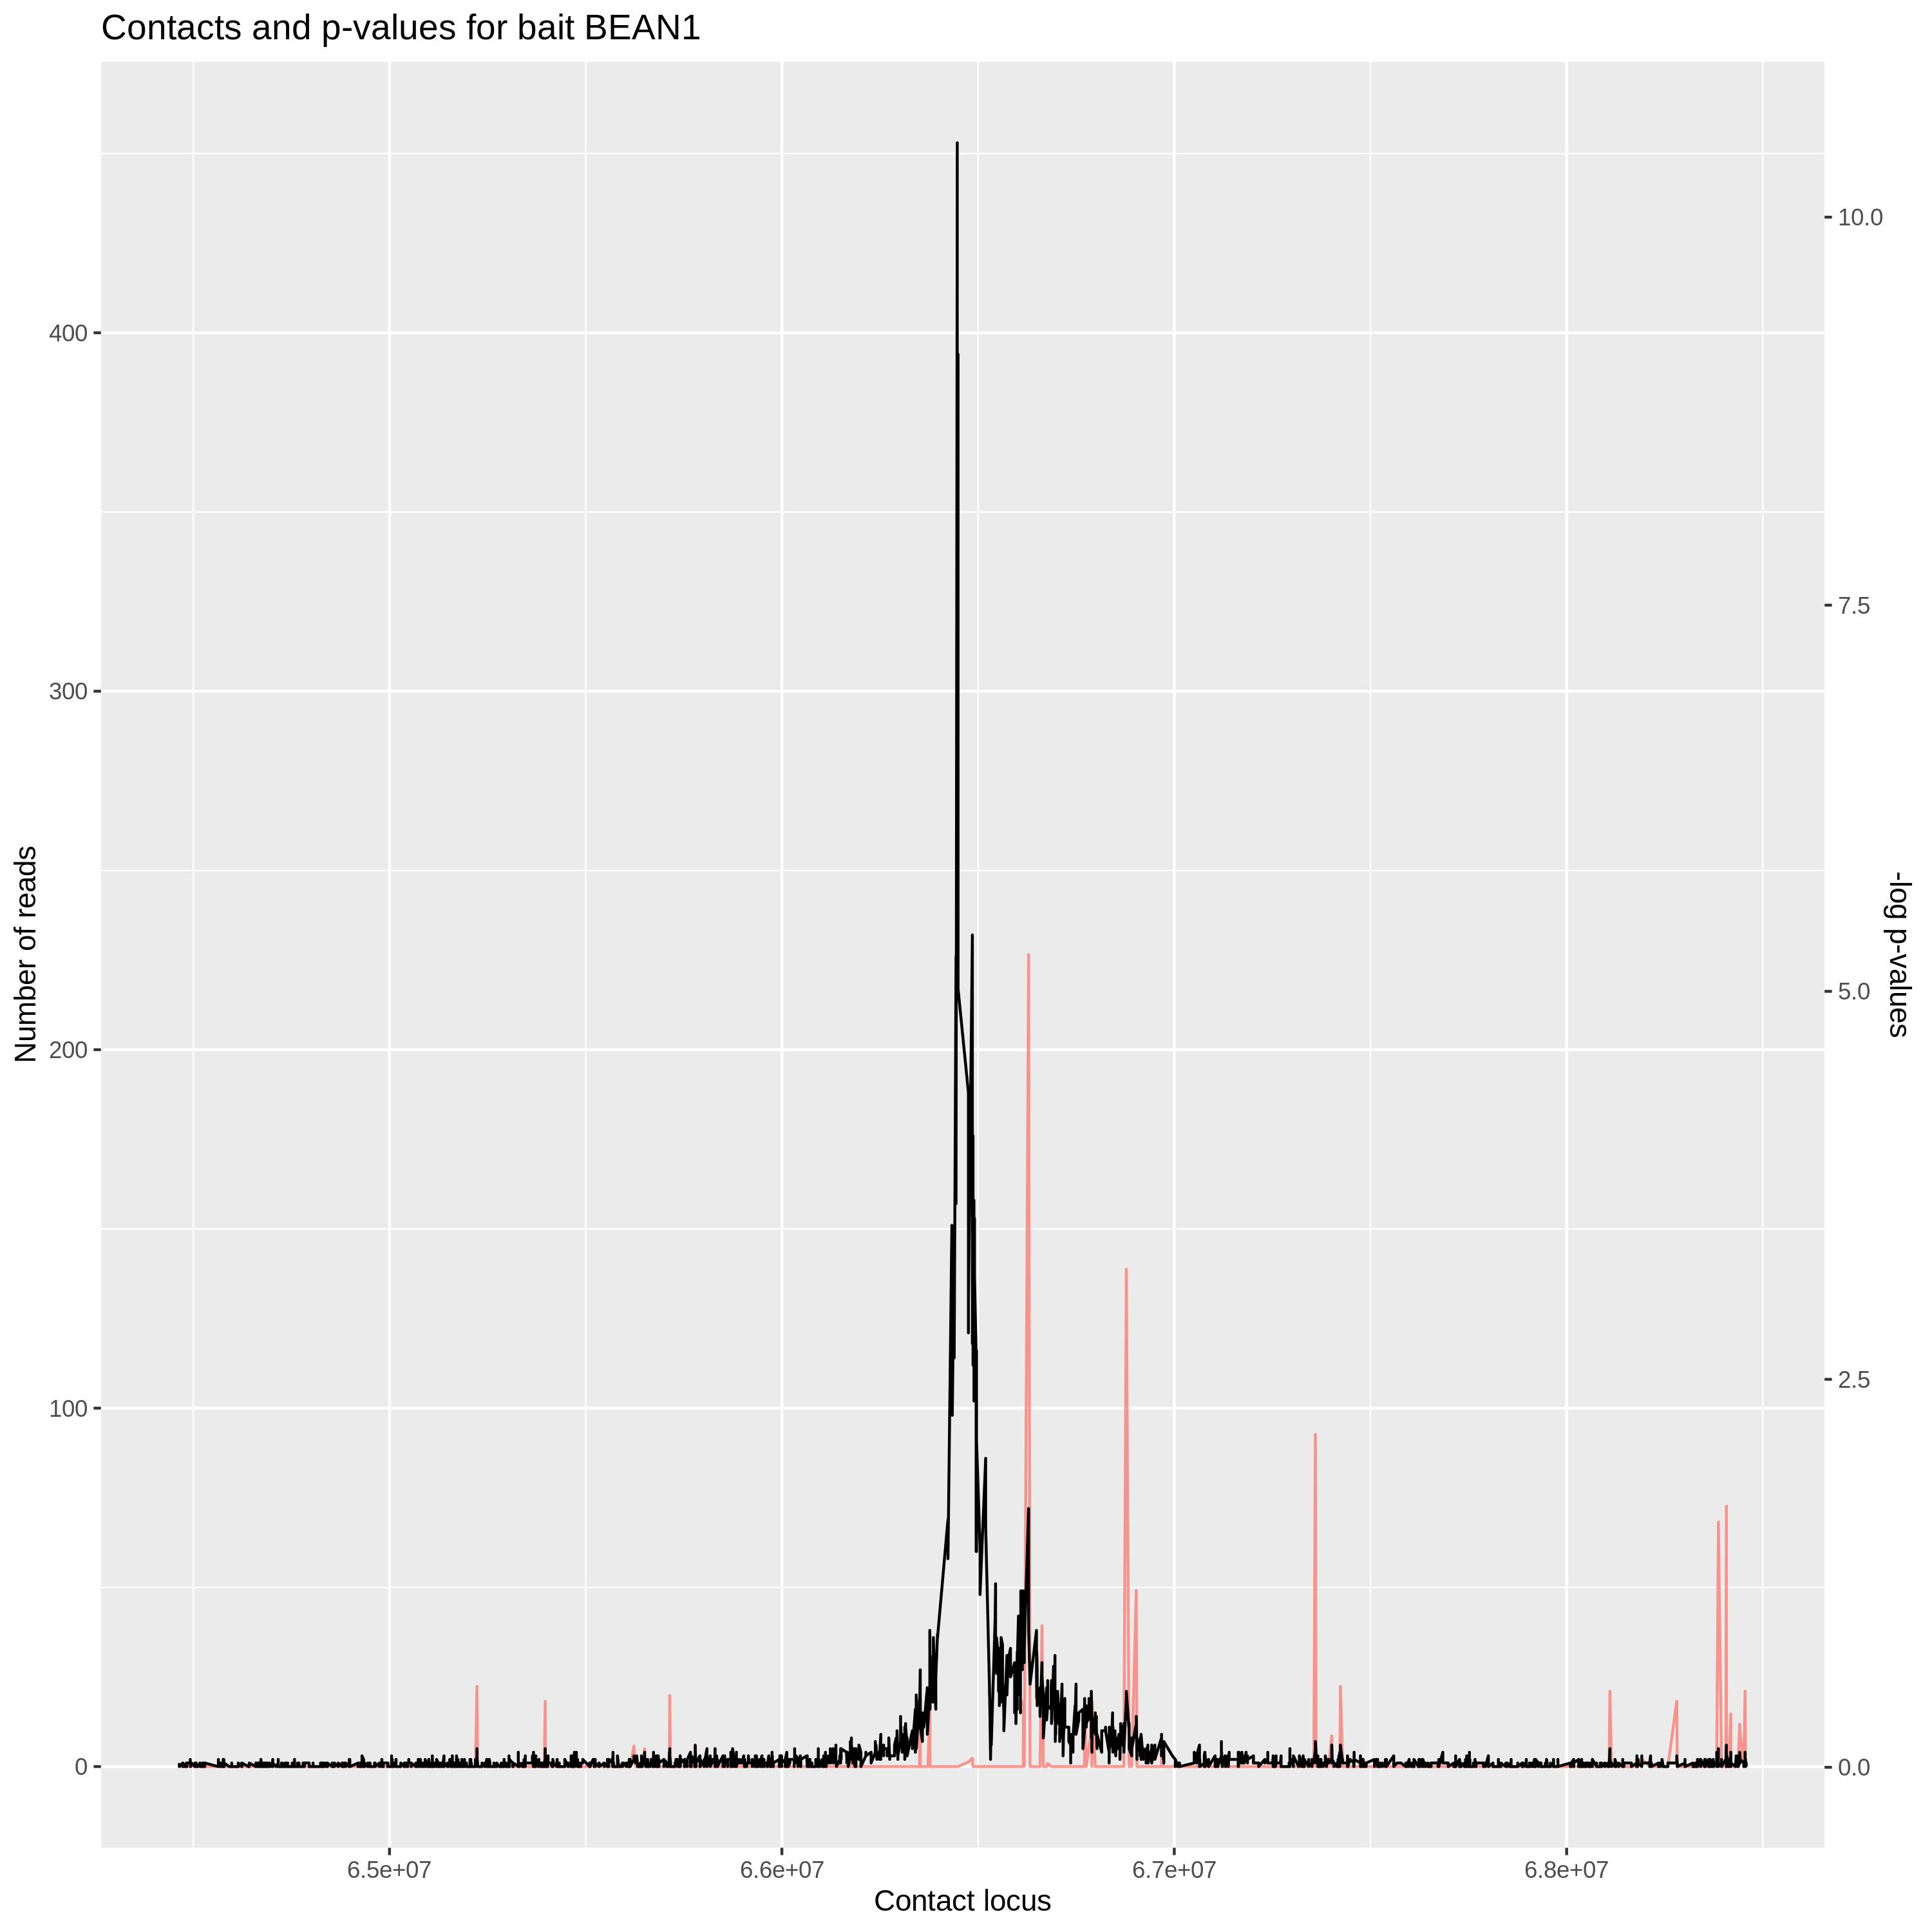 Contacts and p-values for bait BEAN1
Number of reads
400
300
200
100
0
10.0
7.5
5.0
2.5
0.0
-log p-values
6.5e+07
6.6e+07
6.7e+07
6.8e+07
Contact locus